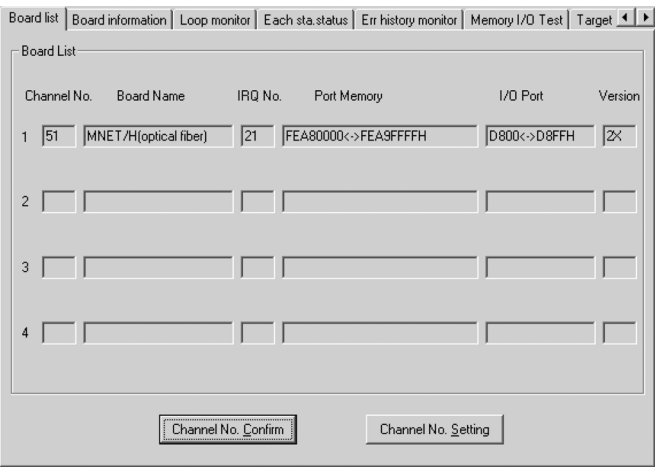 Board list Board information Loop monitor Each sta.status Err history monitor Memory I/O Test Target
Board List
Channel No. Board Name IRQ No. Port Memory I/O Port Version
1 51 MNET/H(optical fiber) 21 FEA80000<->FEA9FFFFH D800<->D8FFH 2X
2
3
4
Channel No. Confirm Channel No. Setting